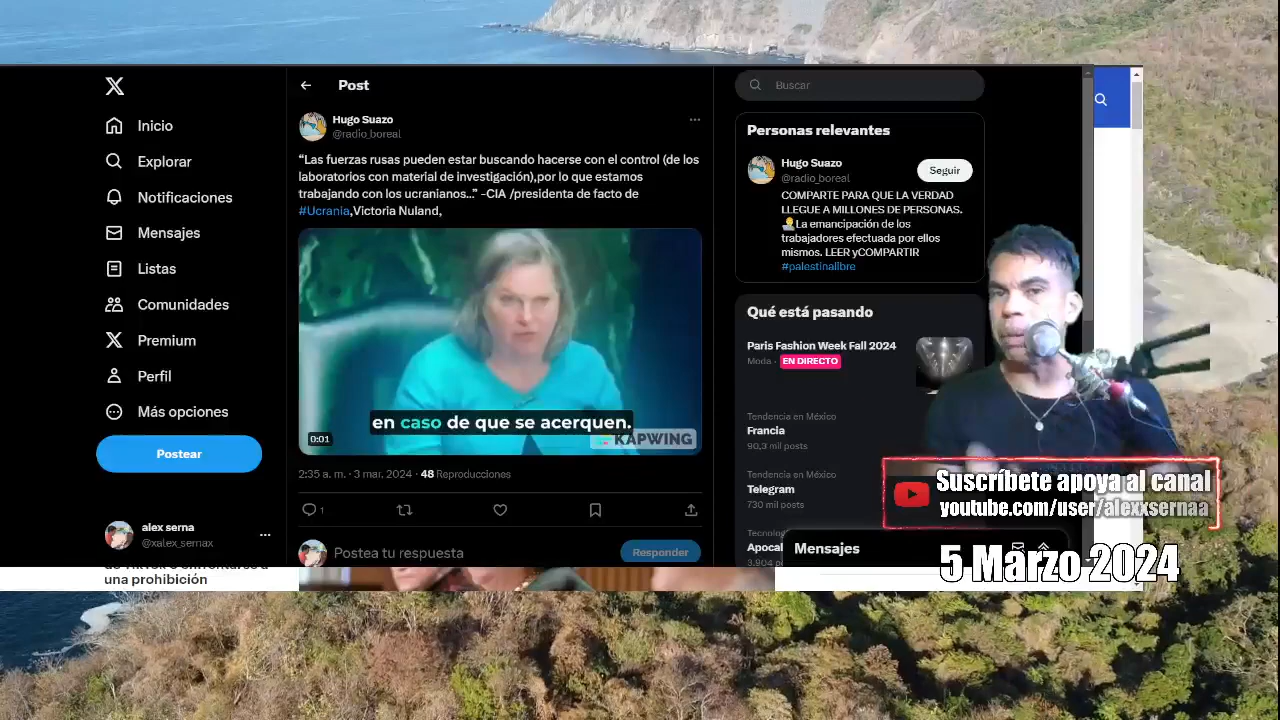 Post
Buscar
Inicio
Explorar
Notificaciones
Mensajes
Listas
Comunidades
Premium
Perfil
Más opciones
Postear
alex serna
@xalex_sernax
a una prohibición
Hugo Suazo
@radio_boreal
“Las fuerzas rusas pueden estar buscando hacerse con el control (de los
laboratorios con material de investigación),por lo que estamos
trabajando con los ucranianos...” -CIA /presidenta de facto de
#Ucrania,Victoria Nuland,
en caso de que se acerquen.
0:01
KAPWING
2:35 a. m. · 3 mar. 2024 · 48 Reproducciones
1
Postea tu respuesta
Responder
Personas relevantes
Hugo Suazo
@radio_boreal
Seguir
COMPARTE PARA QUE LA VERDAD
LLEGUE A MILLONES DE PERSONAS.
La emancipación de los
trabajadores efectuada por ellos
mismos. LEER yCOMPARTIR
#palestinallbre
Qué está pasando
Paris Fashion Week Fall 2024
Moda · EN DIRECTO
Tendencia en México
Francia
90,3 mil posts
Tendencia en México
Telegram
730 mil posts
Mensajes
Suscríbete apoya al canal
youtube.com/user/alexxsernaa
5 Marzo 2024